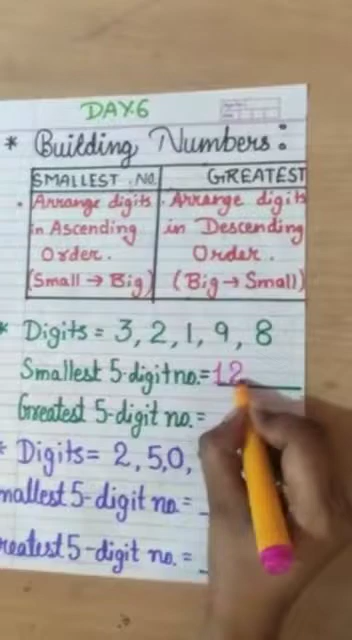 DAY.6
* Building Numbers:
SMALLEST NO. GREATEST
• Arrange digits in Ascending Order. (Small → Big)
• Arrange digits in Descending Order. (Big → Small)
* Digits = 3, 2, 1, 9, 8
Smallest 5-digit no. = 12
Greatest 5-digit no. =
* Digits = 2, 5, 0,
mallest 5-digit no. =
reatest 5-digit no. =